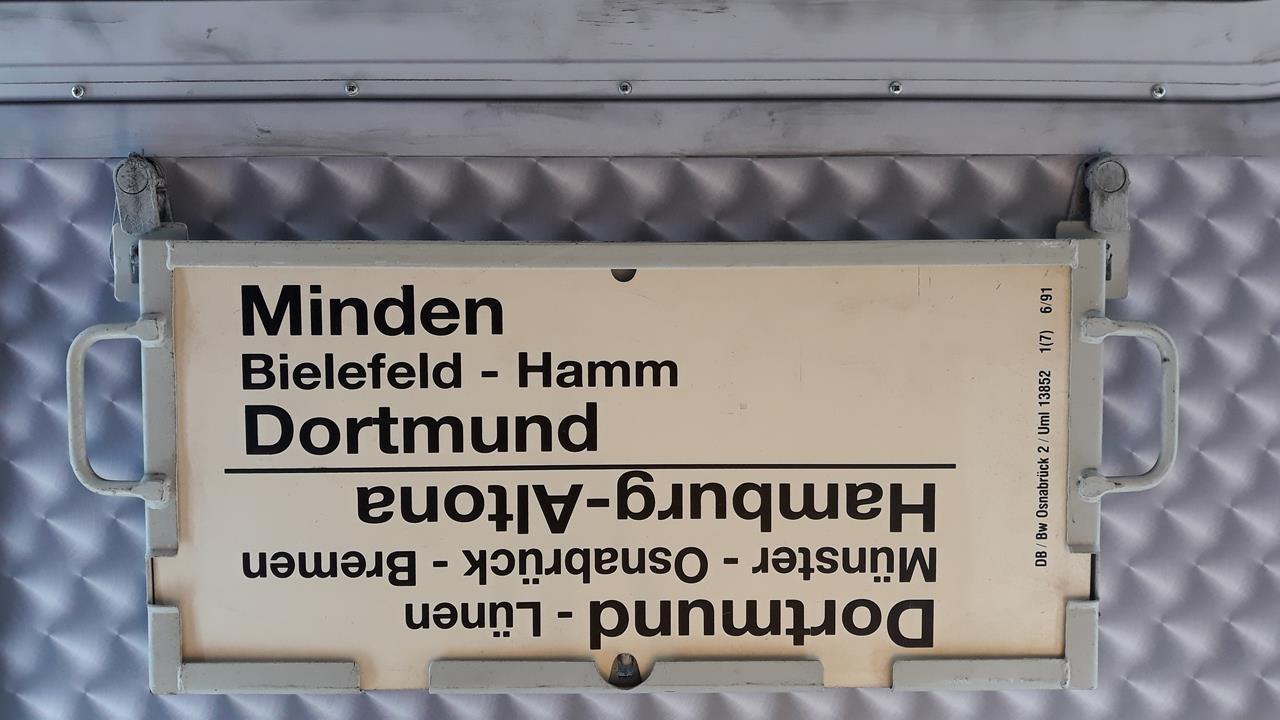 Minden
Bielefeld - Hamm
Dortmund
Dortmund - Lünen
Münster - Osnabrück - Bremen
Hamburg-Altona
DB / Bw Osnabrück 2 / Uml 13852 1(7) 6/91